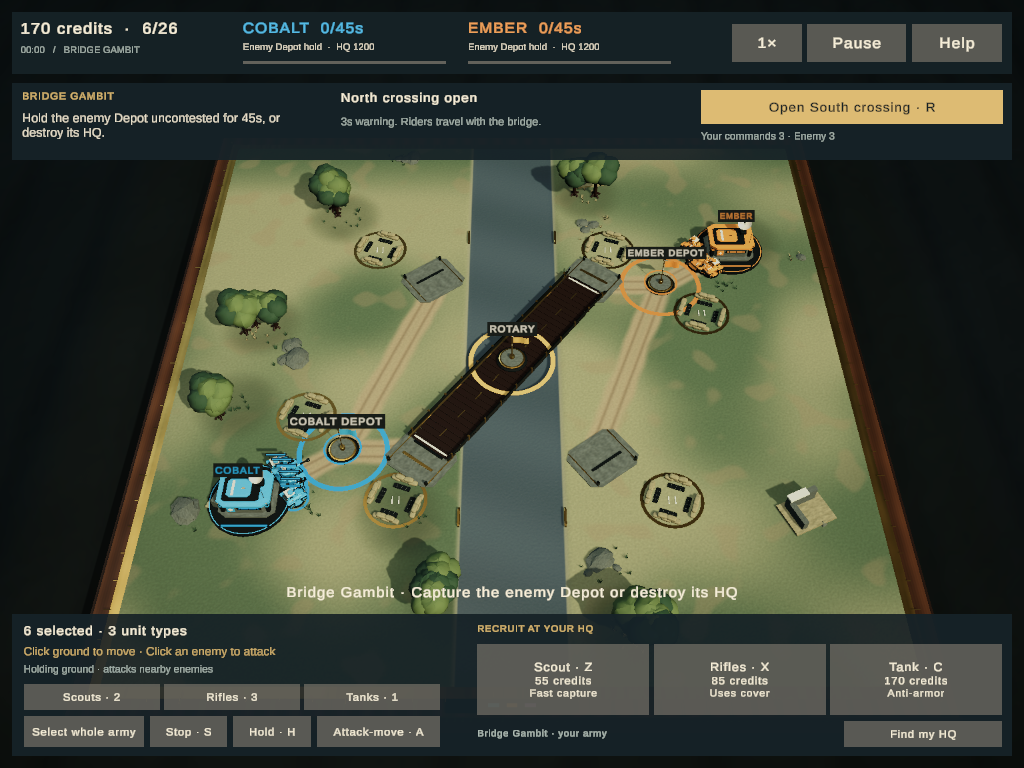 170 credits · 6/26
00:00 / BRIDGE GAMBIT
COBALT 0/45s
Enemy Depot hold · HQ 1200
EMBER 0/45s
Enemy Depot hold · HQ 1200
1×
Pause
Help
BRIDGE GAMBIT
Hold the enemy Depot uncontested for 45s, or
destroy its HQ.
North crossing open
3s warning. Riders travel with the bridge.
Open South crossing · R
Your commands 3 · Enemy 3
EMBER
EMBER DEPOT
ROTARY
COBALT DEPOT
COBALT
Bridge Gambit · Capture the enemy Depot or destroy its HQ
6 selected · 3 unit types
Click ground to move · Click an enemy to attack
Holding ground · attacks nearby enemies
Scouts · 2
Rifles · 3
Tanks · 1
Select whole army
Stop · S
Hold · H
Attack-move · A
RECRUIT AT YOUR HQ
Scout · Z
55 credits
Fast capture
Rifles · X
85 credits
Uses cover
Tank · C
170 credits
Anti-armor
Bridge Gambit · your army
Find my HQ